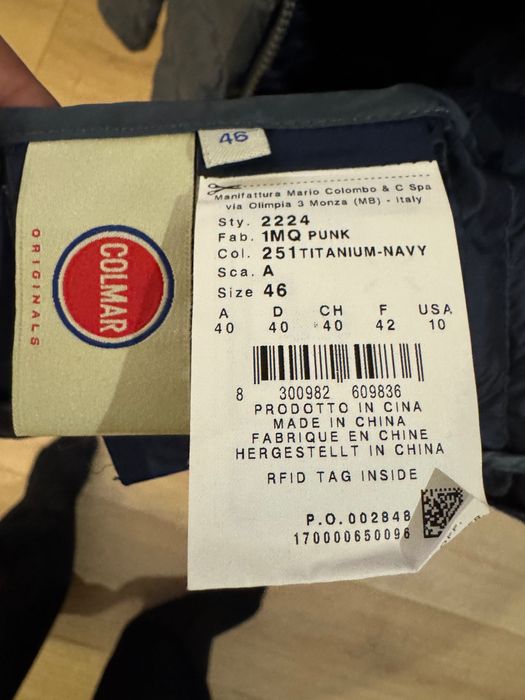 46
COLMAR
ORIGINALS
Manifattura Mario Colombo & C Spa
via Olimpia 3 Monza (MB) - Italy
Sty. 2224
Fab. 1MQ PUNK
Col. 251TITANIUM-NAVY
Sca. A
Size 46
A D CH F USA
40 40 40 42 10
8 300982 609836
PRODOTTO IN CINA
MADE IN CHINA
FABRIQUE EN CHINE
HERGESTELLT IN CHINA
RFID TAG INSIDE
P.O.002848
170000650096